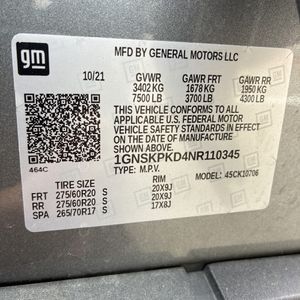 gm
MFD BY GENERAL MOTORS LLC
10/21 GVWR GAWR FRT GAWR RR
3402 KG 1678 KG 1950 KG
7500 LB 3700 LB 4300 LB
THIS VEHICLE CONFORMS TO ALL
APPLICABLE U.S. FEDERAL MOTOR
VEHICLE SAFETY
STANDARDS IN EFFECT ON THE DATE
OF MANUFACTURE SHOWN ABOVE.
1GNSKPKD4NR110345
464C TYPE: M.P.V. MODEL: 45CK10706
TIRE SIZE RIM
FRT 275/60R20 S 20X9J
RR 275/60R20 S 20X9J
SPA 265/70R17 S 17X8J